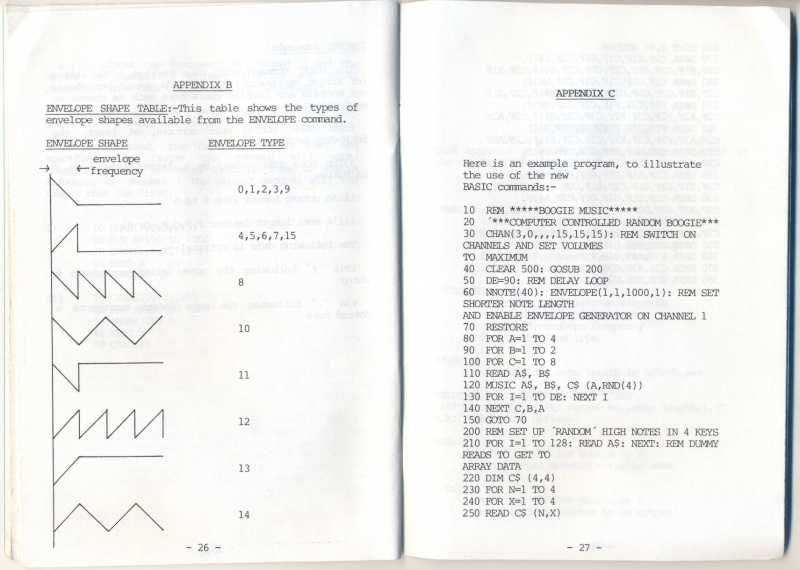 APPENDIX B
ENVELOPE SHAPE TABLE:-This table shows the types of
envelope shapes available from the ENVELOPE command.
ENVELOPE SHAPE ENVELOPE TYPE
envelope
frequency
0,1,2,3,9
4,5,6,7,15
8
10
11
12
13
14
- 26 -
APPENDIX C
Here is an example program, to illustrate
the use of the new
BASIC commands:-
10 REM *****BOOGIE MUSIC*****
20 ´***COMPUTER CONTROLLED RANDOM BOOGIE***
30 CHAN(3,0,,,,15,15,15): REM SWITCH ON
CHANNELS AND SET VOLUMES
TO MAXIMUM
40 CLEAR 500: GOSUB 200
50 DE=90: REM DELAY LOOP
60 NNOTE(40): ENVELOPE(1,1,1000,1): REM SET
SHORTER NOTE LENGTH
AND ENABLE ENVELOPE GENERATOR ON CHANNEL 1
70 RESTORE
80 FOR A=1 TO 4
90 FOR B=1 TO 2
100 FOR C=1 TO 8
110 READ A$, B$
120 MUSIC A$, B$, C$ (A,RND(4))
130 FOR I=1 TO DE: NEXT I
140 NEXT C,B,A
150 GOTO 70
200 REM SET UP ´RANDOM´ HIGH NOTES IN 4 KEYS
210 FOR I=1 TO 128: READ A$: NEXT: REM DUMMY
READS TO GET TO
ARRAY DATA
220 DIM C$ (4,4)
230 FOR N=1 TO 4
240 FOR X=1 TO 4
250 READ C$ (N,X)
- 27 -